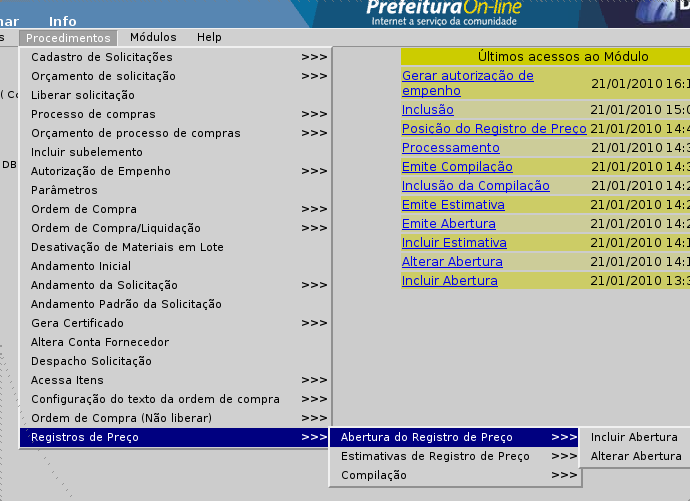 Prefeitura On-line
Internet a serviço da comunidade
nar Info
s Procedimentos Módulos Help
Cadastro de Solicitações >>>
Orçamento de solicitação >>>
Liberar solicitação
Processo de compras >>>
Orçamento de processo de compras >>>
Incluir subelemento
Autorização de Empenho >>>
Parâmetros
Ordem de Compra >>>
Ordem de Compra/Liquidação >>>
Desativação de Materiais em Lote
Andamento Inicial
Andamento da Solicitação >>>
Andamento Padrão da Solicitação
Gera Certificado >>>
Altera Conta Fornecedor
Despacho Solicitação
Acessa Itens >>>
Configuração do texto da ordem de compra >>>
Ordem de Compra (Não liberar) >>>
Registros de Preço >>>
Abertura do Registro de Preço >>>
Estimativas de Registro de Preço >>>
Compilação >>>
Incluir Abertura
Alterar Abertura
( Co
DB
Últimos acessos ao Módulo
Gerar autorização de
empenho 21/01/2010 16:1
Inclusão 21/01/2010 15:0
Posição do Registro de Preço 21/01/2010 14:4
Processamento 21/01/2010 14:3
Emite Compilação 21/01/2010 14:3
Inclusão da Compilação 21/01/2010 14:2
Emite Estimativa 21/01/2010 14:2
Emite Abertura 21/01/2010 14:2
Incluir Estimativa 21/01/2010 14:1
Alterar Abertura 21/01/2010 14:1
Incluir Abertura 21/01/2010 13:3